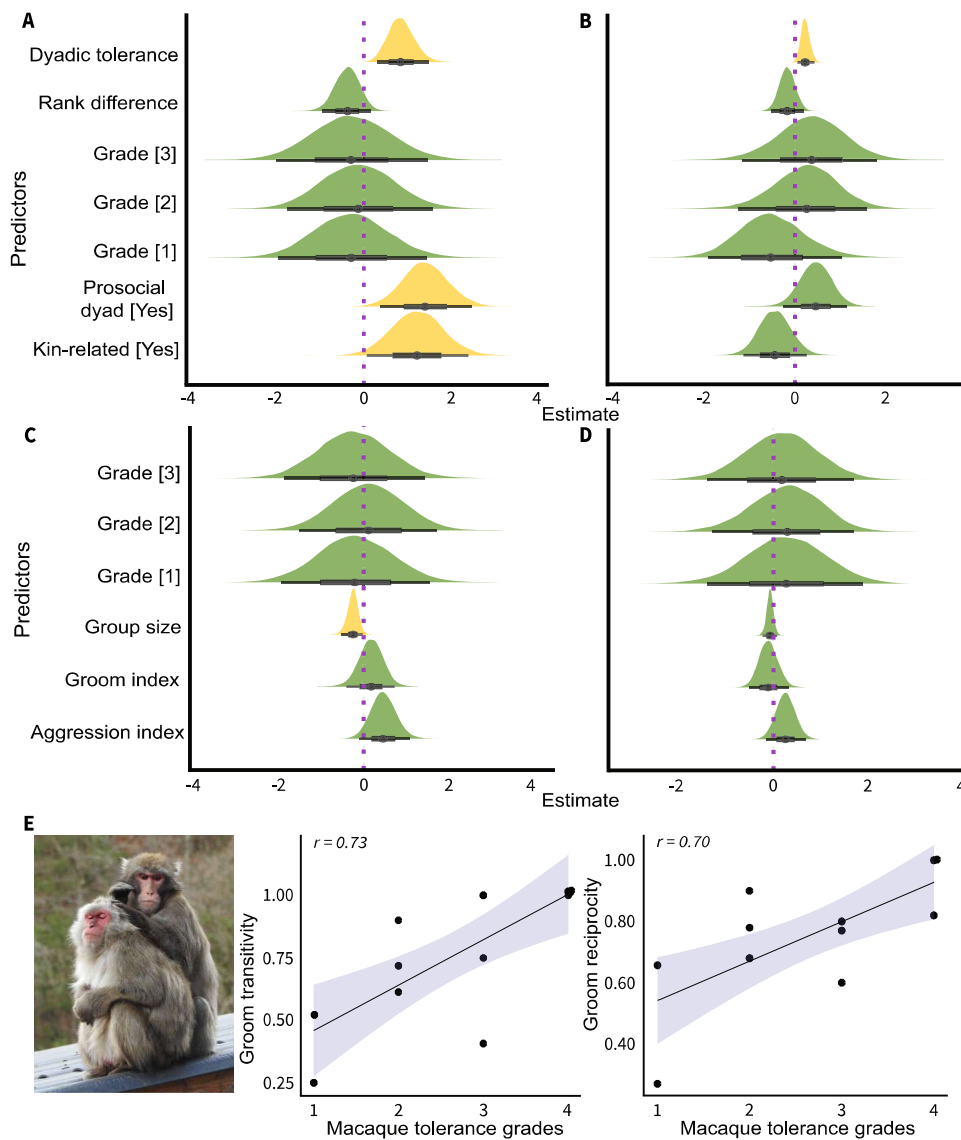 A
B
Predictors
Dyadic tolerance
Rank difference
Grade [3]
Grade [2]
Grade [1]
Prosocial
dyad [Yes]
Kin-related [Yes]
-4 -2 0 2 4
-4 -2 0 2 4
Estimate
C
D
Predictors
Grade [3]
Grade [2]
Grade [1]
Group size
Groom index
Aggression index
-4 -2 0 2 4
-2 0 2 4
Estimate
E
r = 0.73
Groom transitivity
1.00
0.75
0.50
0.25
1 2 3 4
Macaque tolerance grades
r = 0.70
Groom reciprocity
1.00
0.80
0.60
0.40
1 2 3 4
Macaque tolerance grades